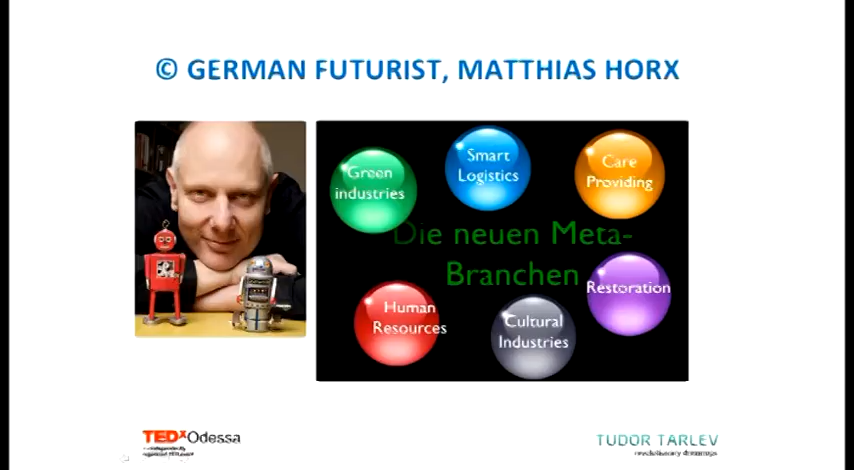 © GERMAN FUTURIST, MATTHIAS HORX
Green
industries
Smart
Logistics
Care
Providing
Die neuen Meta-
Branchen
Human
Resources
Cultural
Industries
Restoration
TEDxOdessa
TUDOR TARLEV